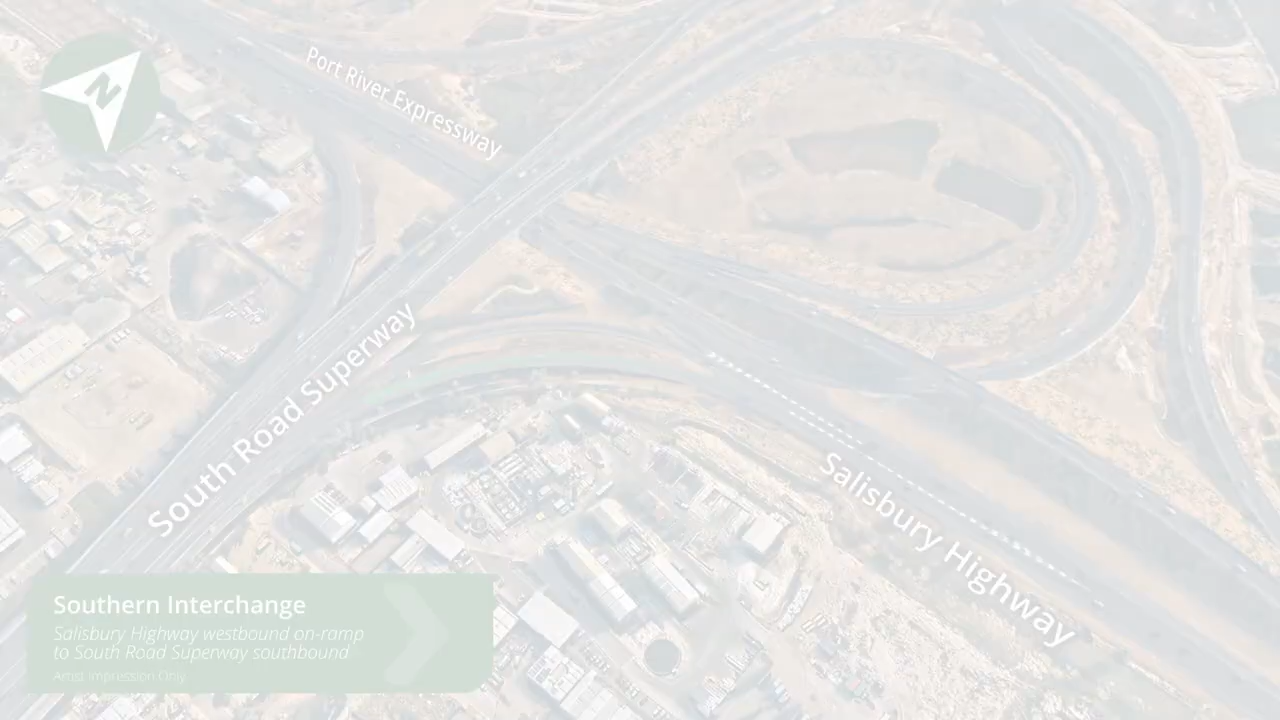 N
Port River Expressway
South Road Superway
Salisbury Highway
Southern Interchange
Salisbury Highway westbound on-ramp
to South Road Superway southbound
Artist Impression Only